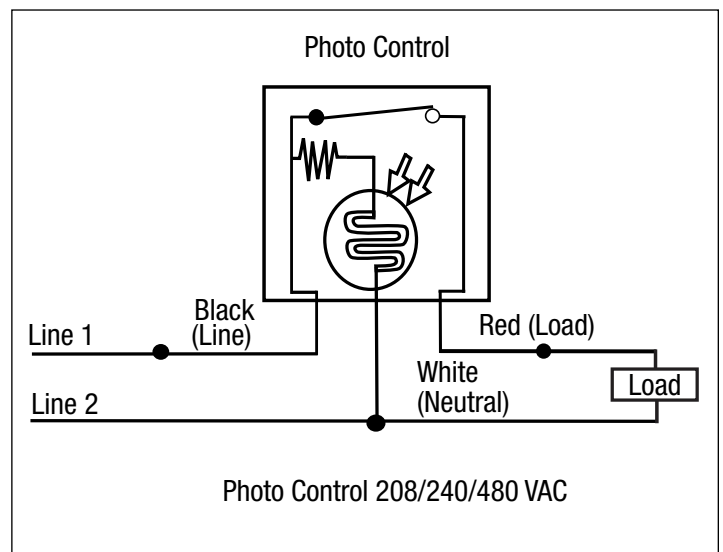 Photo Control
Black
(Line)
Line 1
Red (Load)
White
(Neutral)
Load
Line 2
Photo Control 208/240/480 VAC